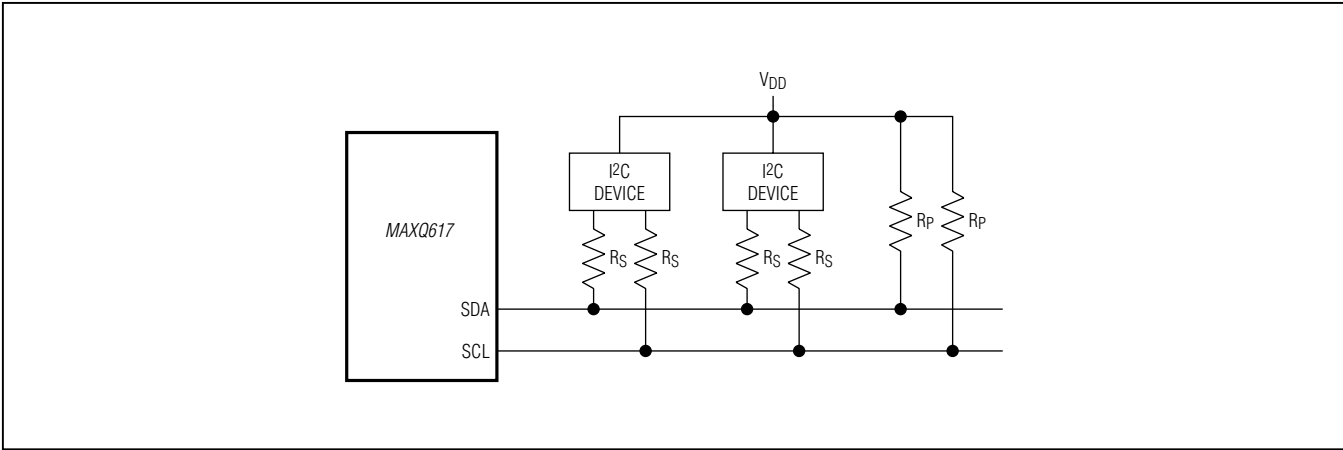 VDD
I2C
DEVICE
I2C
DEVICE
MAXQ617
RP
RP
RS
RS
RS
RS
SDA
SCL